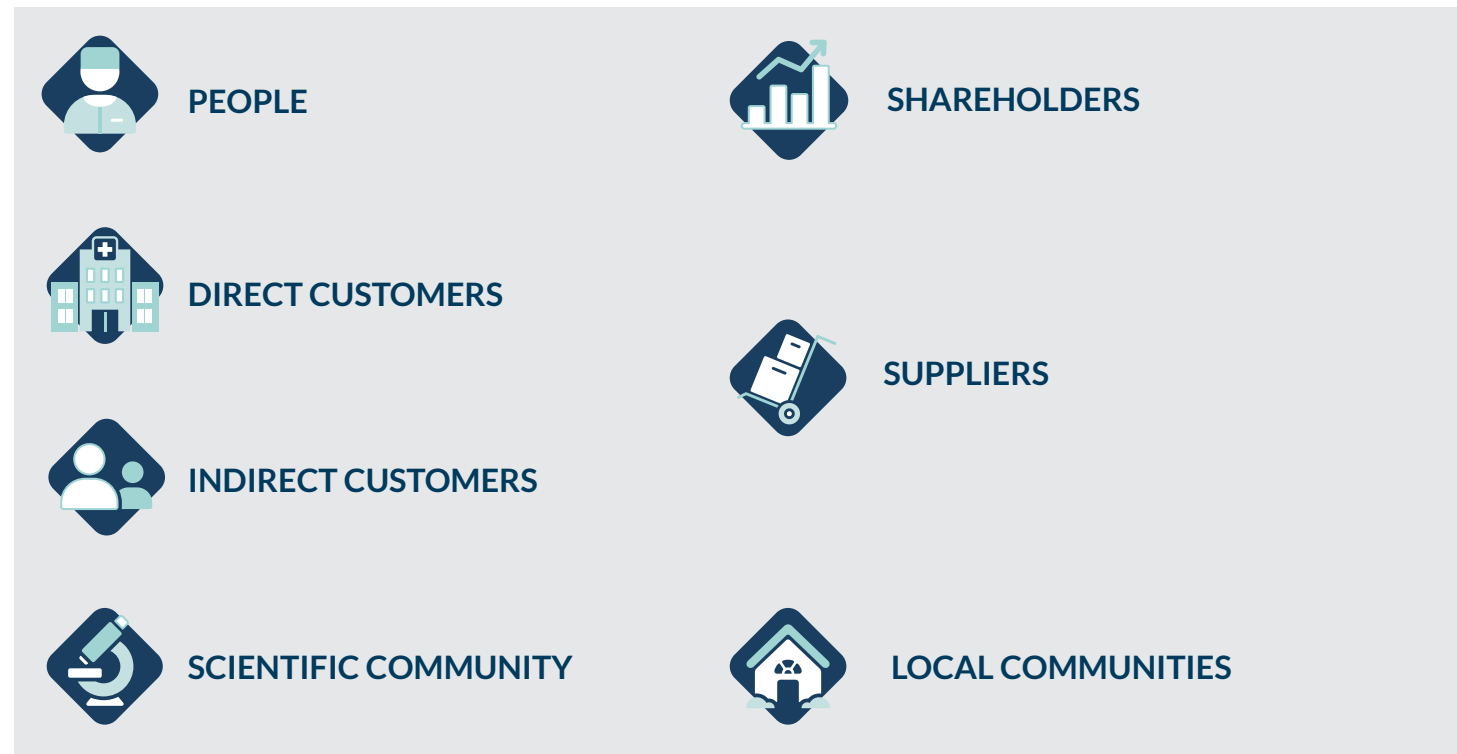 PEOPLE
DIRECT CUSTOMERS
INDIRECT CUSTOMERS
SCIENTIFIC COMMUNITY
SHAREHOLDERS
SUPPLIERS
LOCAL COMMUNITIES